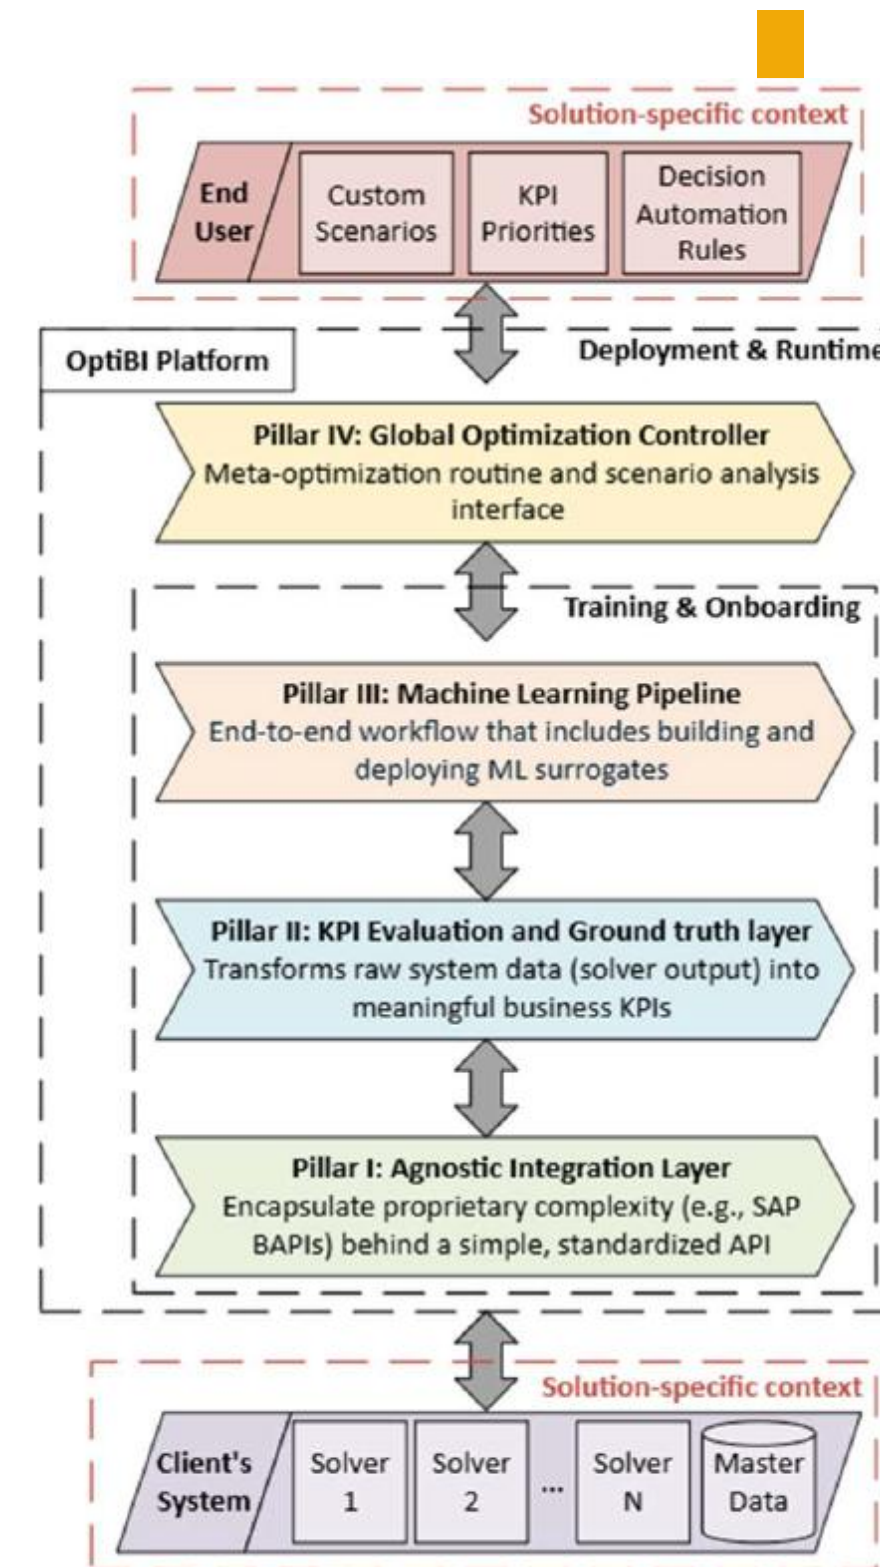 Solution-specific context
End
User
Custom
Scenarios
KPI
Priorities
Decision
Automation
Rules
OptiBI Platform
Deployment & Runtime
Pillar IV: Global Optimization Controller
Meta-optimization routine and scenario analysis
interface
Training & Onboarding
Pillar III: Machine Learning Pipeline
End-to-end workflow that includes building and
deploying ML surrogates
Pillar II: KPI Evaluation and Ground truth layer
Transforms raw system data (solver output) into
meaningful business KPIs
Pillar I: Agnostic Integration Layer
Encapsulate proprietary complexity (e.g., SAP
BAPIs) behind a simple, standardized API
Solution-specific context
Client's
System
Solver
1
Solver
2
...
Solver
N
Master
Data